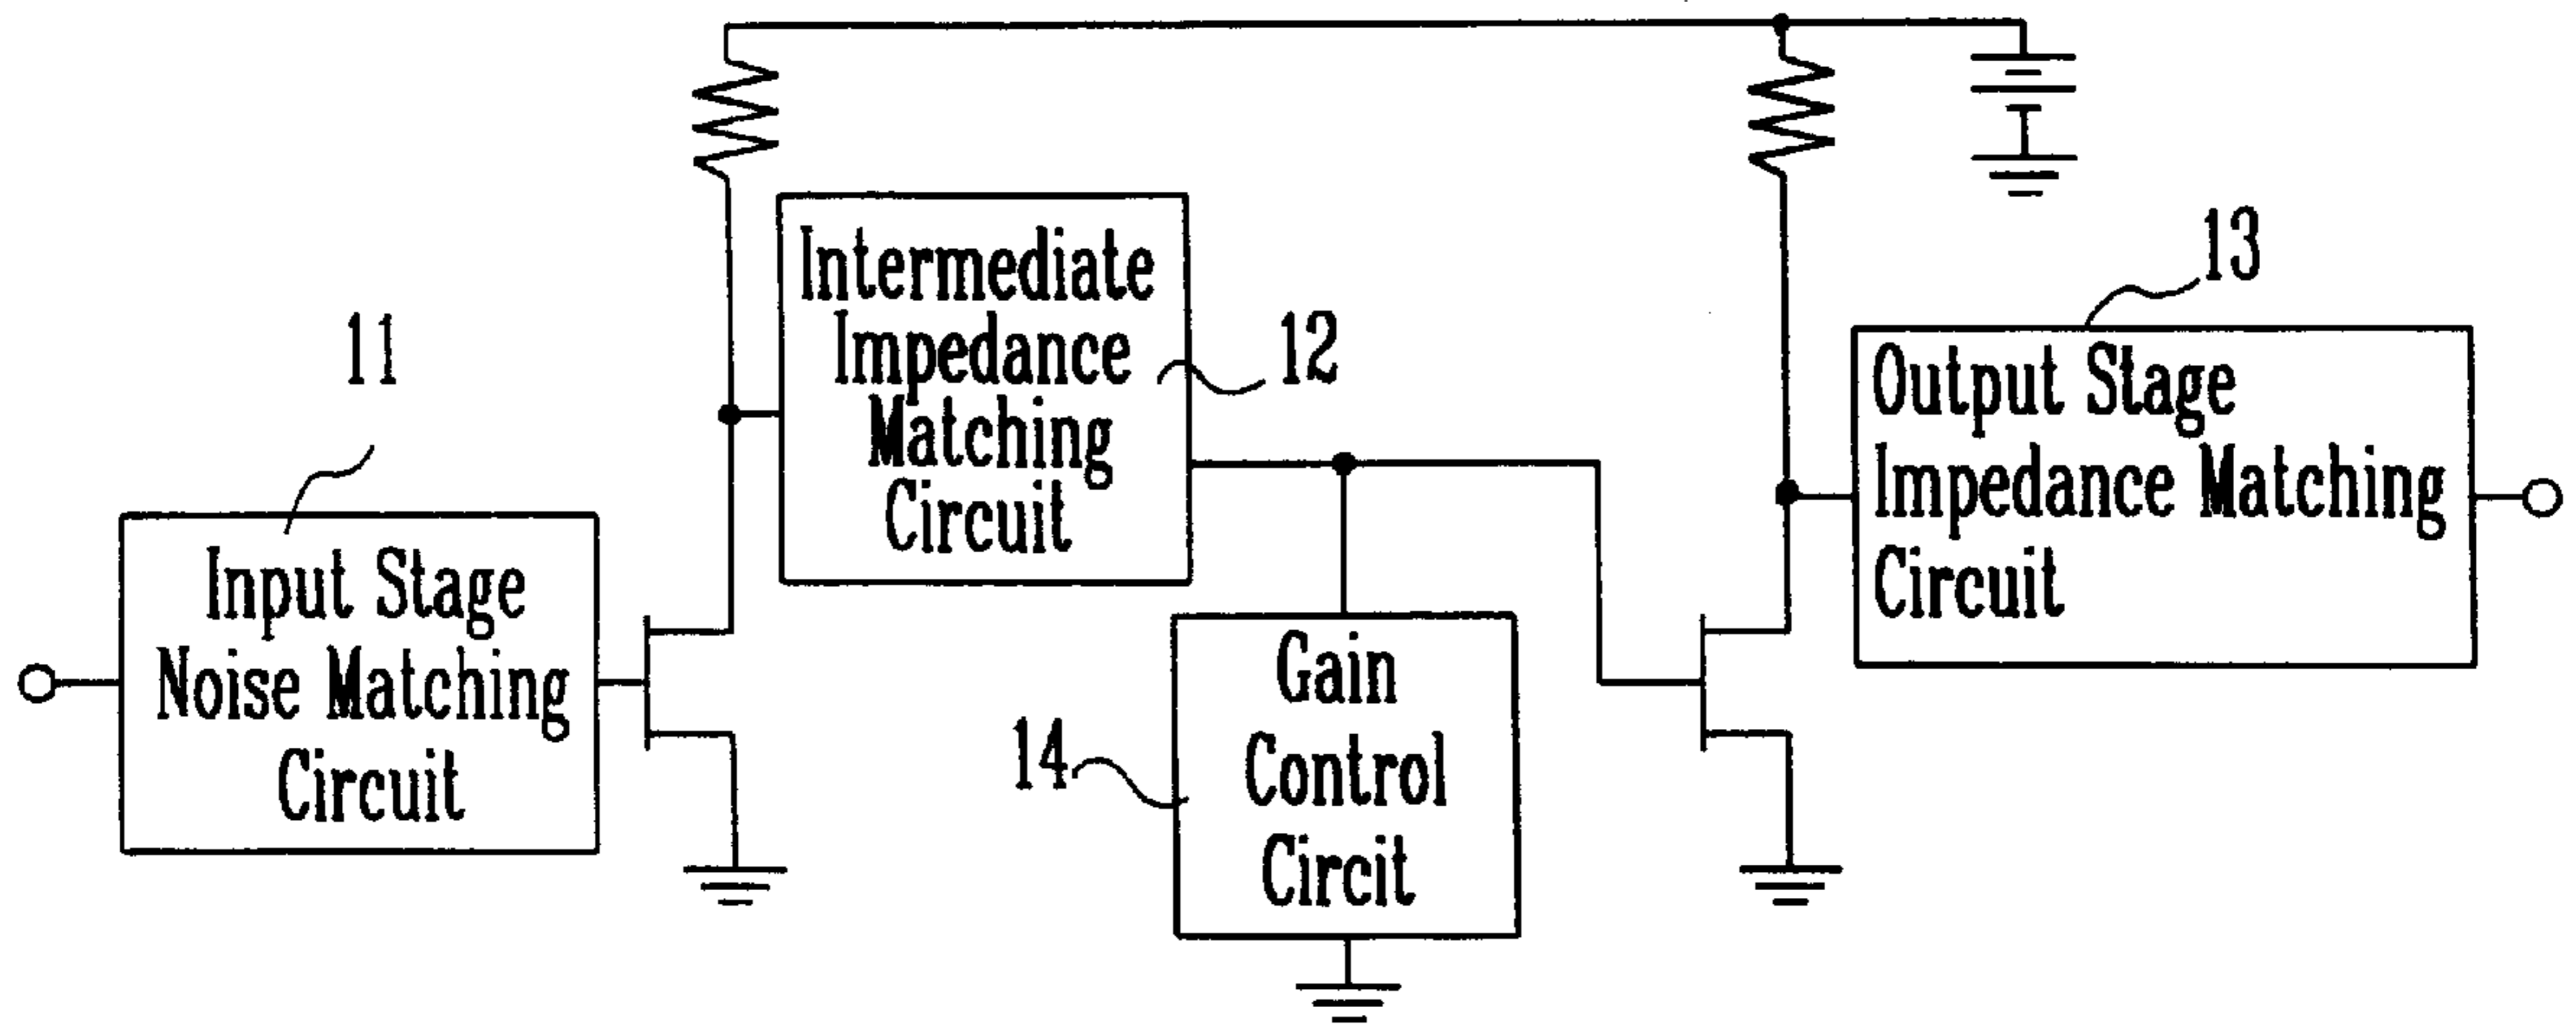 11
Input Stage
Noise Matching
Circuit
Intermediate
Impedance
Matching
Circuit
12
14
Gain
Control
Circit
13
Output Stage
Impedance Matching
Circuit